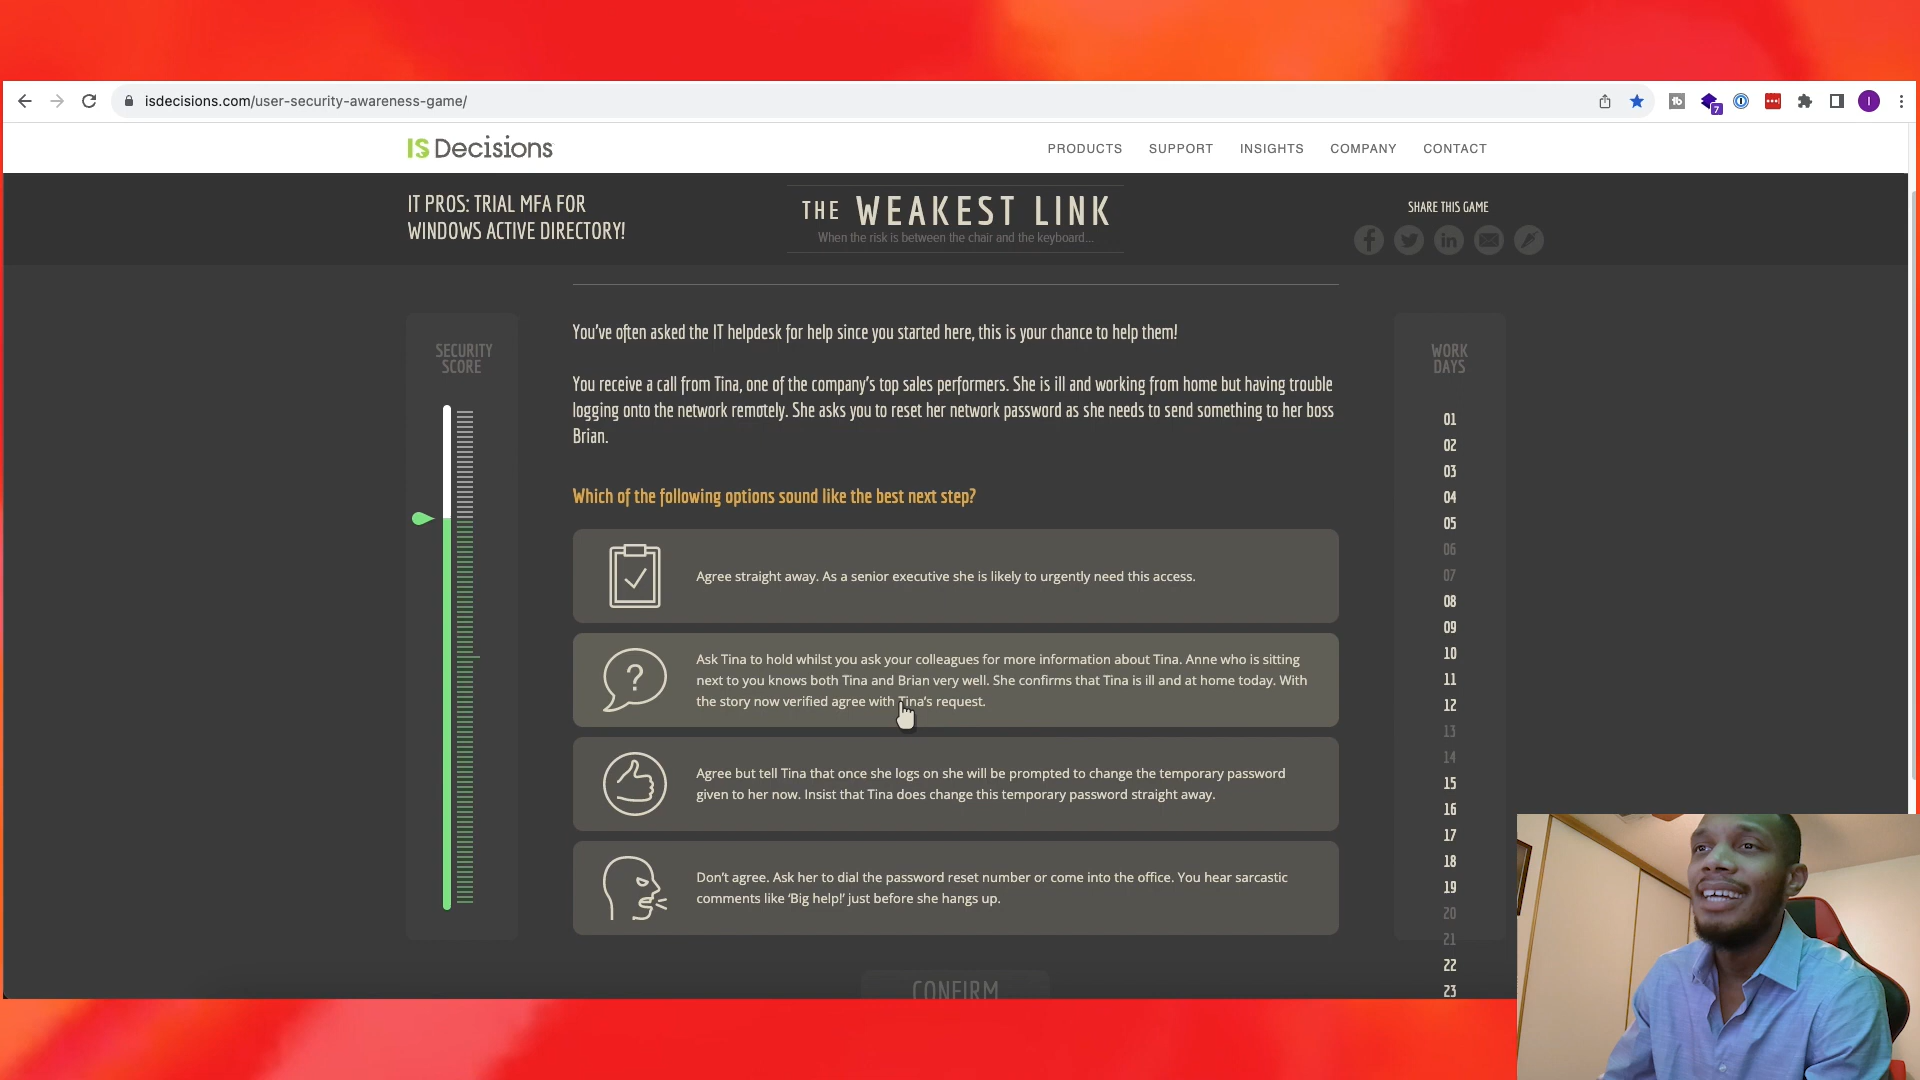 isdecisions.com/user-security-awareness-game/
7
I
IS Decisions
PRODUCTS SUPPORT INSIGHTS COMPANY CONTACT
IT PROS: TRIAL MFA FOR
WINDOWS ACTIVE DIRECTORY!
THE WEAKEST LINK
When the risk is between the chair and the keyboard...
SHARE THIS GAME
SECURITY
SCORE
You've often asked the IT helpdesk for help since you started here, this is your chance to help them!
You receive a call from Tina, one of the company's top sales performers. She is ill and working from home but having trouble
logging onto the network remotely. She asks you to reset her network password as she needs to send something to her boss
Brian.
Which of the following options sound like the best next step?
Agree straight away. As a senior executive she is likely to urgently need this access.
Ask Tina to hold whilst you ask your colleagues for more information about Tina. Anne who is sitting
next to you knows both Tina and Brian very well. She confirms that Tina is ill and at home today. With
the story now verified agree with Tina's request.
Agree but tell Tina that once she logs on she will be prompted to change the temporary password
given to her now. Insist that Tina does change this temporary password straight away.
Don't agree. Ask her to dial the password reset number or come into the office. You hear sarcastic
comments like 'Big help!' just before she hangs up.
CONFIRM
WORK
DAYS
01
02
03
04
05
06
07
08
09
10
11
12
13
14
15
16
17
18
19
20
21
22
23